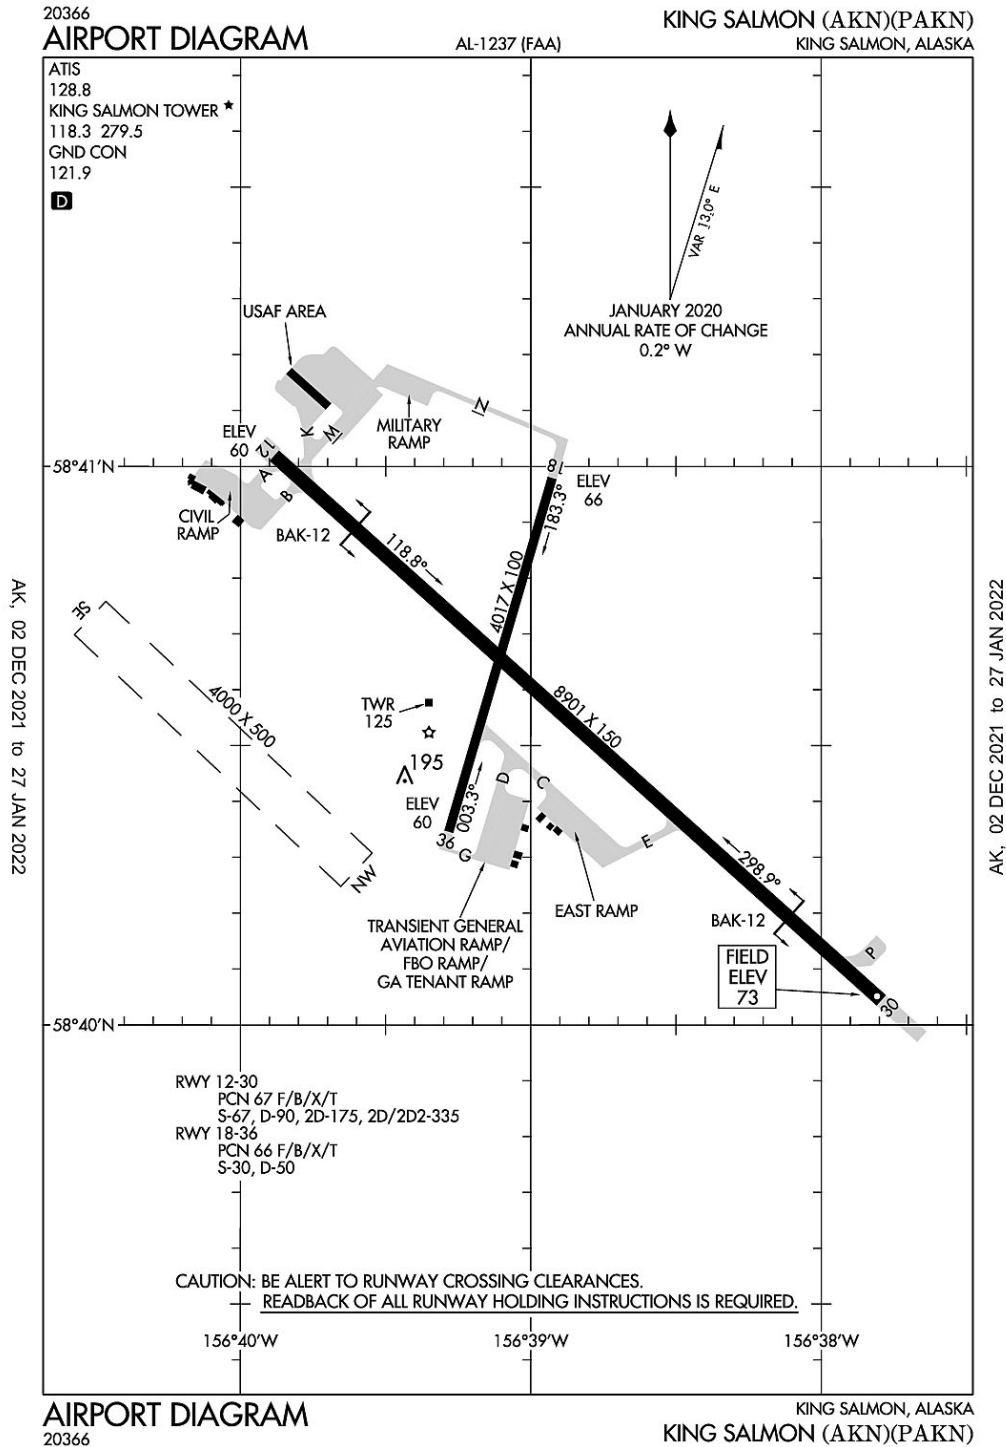 20366
AIRPORT DIAGRAM
AL-1237 (FAA)
KING SALMON (AKN)(PAKN)
KING SALMON, ALASKA
ATIS
128.8
KING SALMON TOWER
118.3 279.5
GND CON
121.9
D
VAR 13.0° E
JANUARY 2020
ANNUAL RATE OF CHANGE
0.2° W
USAF AREA
MILITARY
RAMP
Z
K
M
ELEV
60
12
A
B
58°41'N
CIVIL
RAMP
BAK-12
118.8°
18
ELEV
66
183.3°
4017 X 100
SE
4000 X 500
NW
TWR
125
195
ELEV
60
003.3°
36
8901 X 150
D
C
G
E
TRANSIENT GENERAL
AVIATION RAMP/
FBO RAMP/
GA TENANT RAMP
EAST RAMP
298.9°
BAK-12
FIELD
ELEV
73
P
30
58°40'N
RWY 12-30
PCN 67 F/B/X/T
S-67, D-90, 2D-175, 2D/2D2-335
RWY 18-36
PCN 66 F/B/X/T
S-30, D-50
CAUTION: BE ALERT TO RUNWAY CROSSING CLEARANCES.
READBACK OF ALL RUNWAY HOLDING INSTRUCTIONS IS REQUIRED.
156°40'W
156°39'W
156°38'W
AK, 02 DEC 2021 to 27 JAN 2022
AK, 02 DEC 2021 to 27 JAN 2022
AIRPORT DIAGRAM
20366
KING SALMON, ALASKA
KING SALMON (AKN)(PAKN)